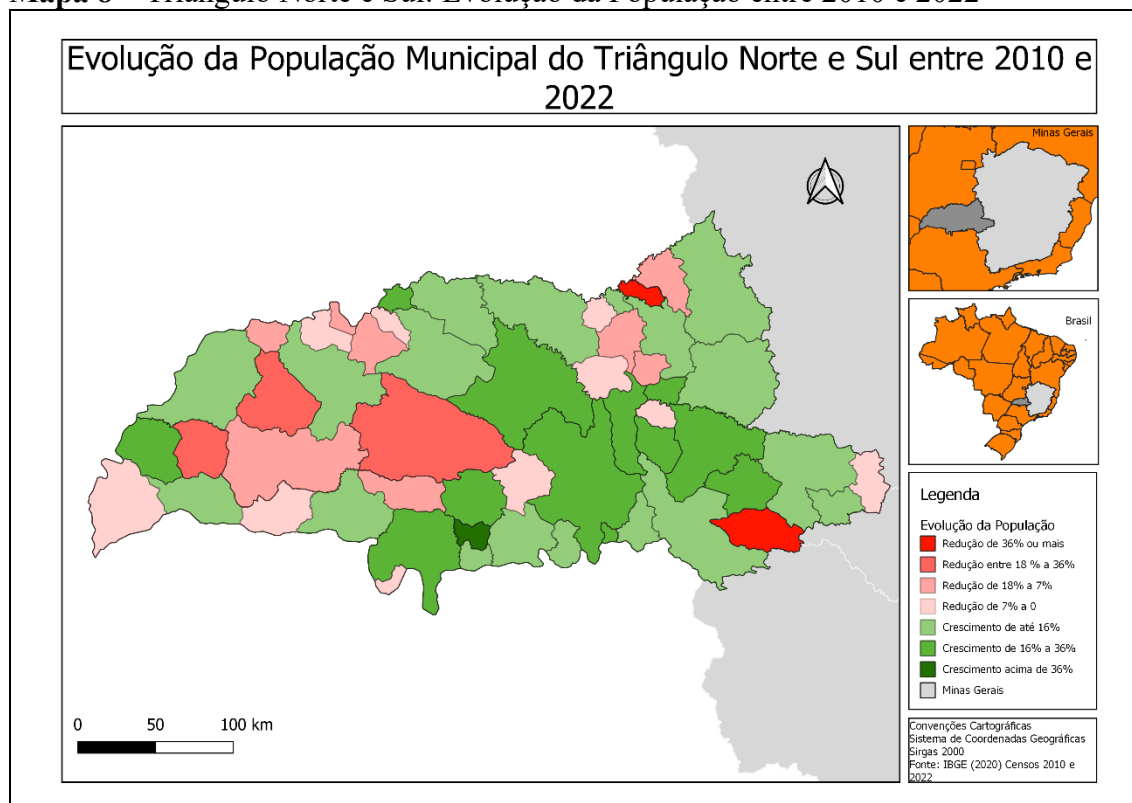 Mapa 8 – Triângulo Norte e Sul: Evolução da População entre 2010 e 2022
Evolução da População Municipal do Triângulo Norte e Sul entre 2010 e
2022
Minas Gerais
Brasil
Legenda
Evolução da População
Redução de 36% ou mais
Redução entre 18 % a 36%
Redução de 18% a 7%
Redução de 7% a 0
Crescimento de até 16%
Crescimento de 16% a 36%
Crescimento acima de 36%
Minas Gerais
0 50 100 km
Convenções Cartográficas
Sistema de Coordenadas Geográficas
Sirgas 2000
Fonte: IBGE (2020) Censos 2010 e
2022